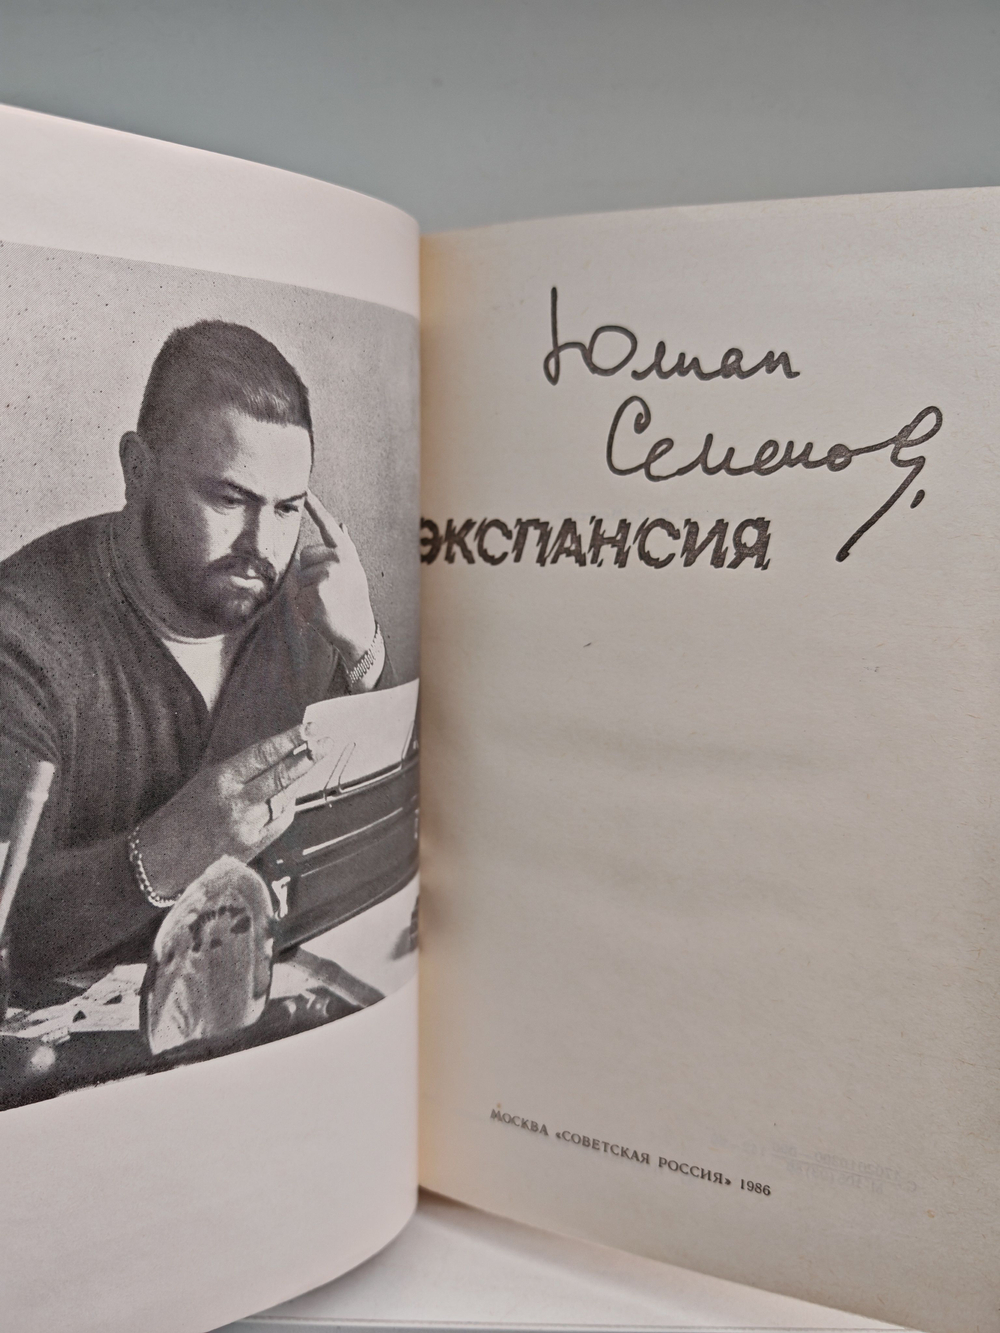 Юлиан
Семенов
ЭКСПАНСИЯ
МОСКВА «СОВЕТСКАЯ РОССИЯ» 1986